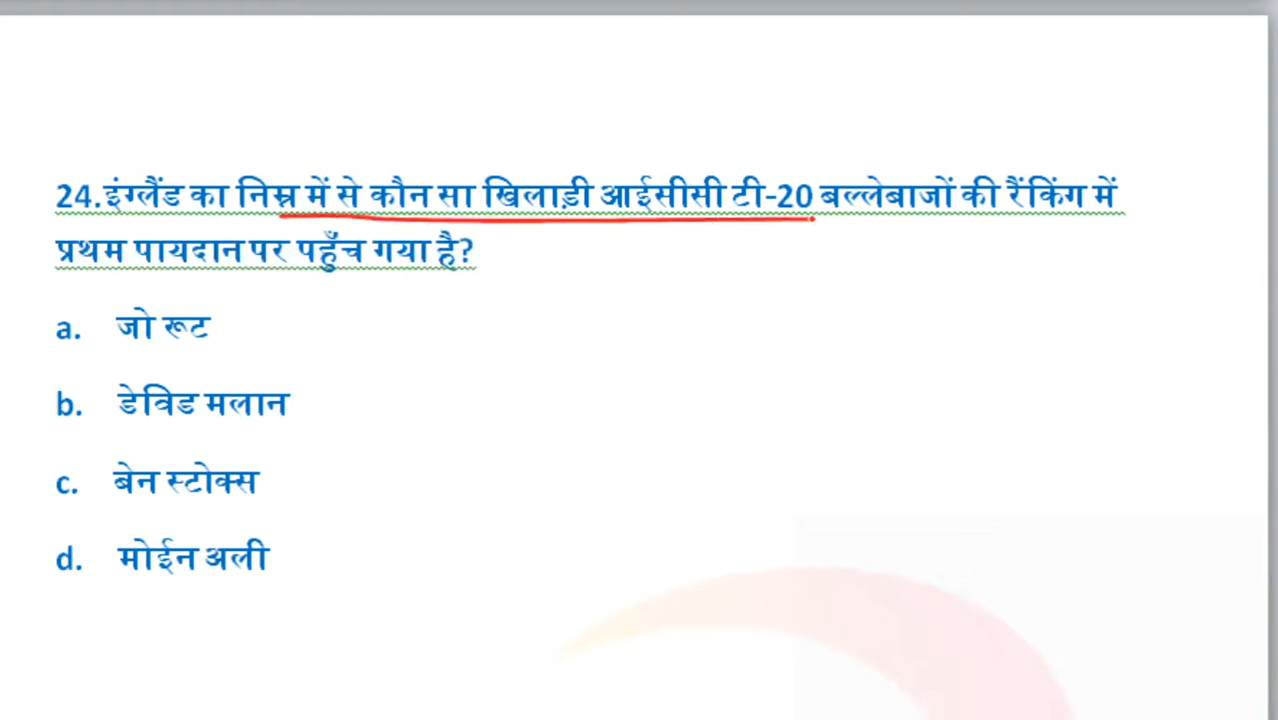 24.इंग्लैंड का निम्न में से कौन सा खिलाड़ी आईसीसी टी-20 बल्लेबाजों की रैंकिंग में
प्रथम पायदान पर पहुँच गया है?
a. जो रूट
b. डेविड मलान
c. बेन स्टोक्स
d. मोईन अली